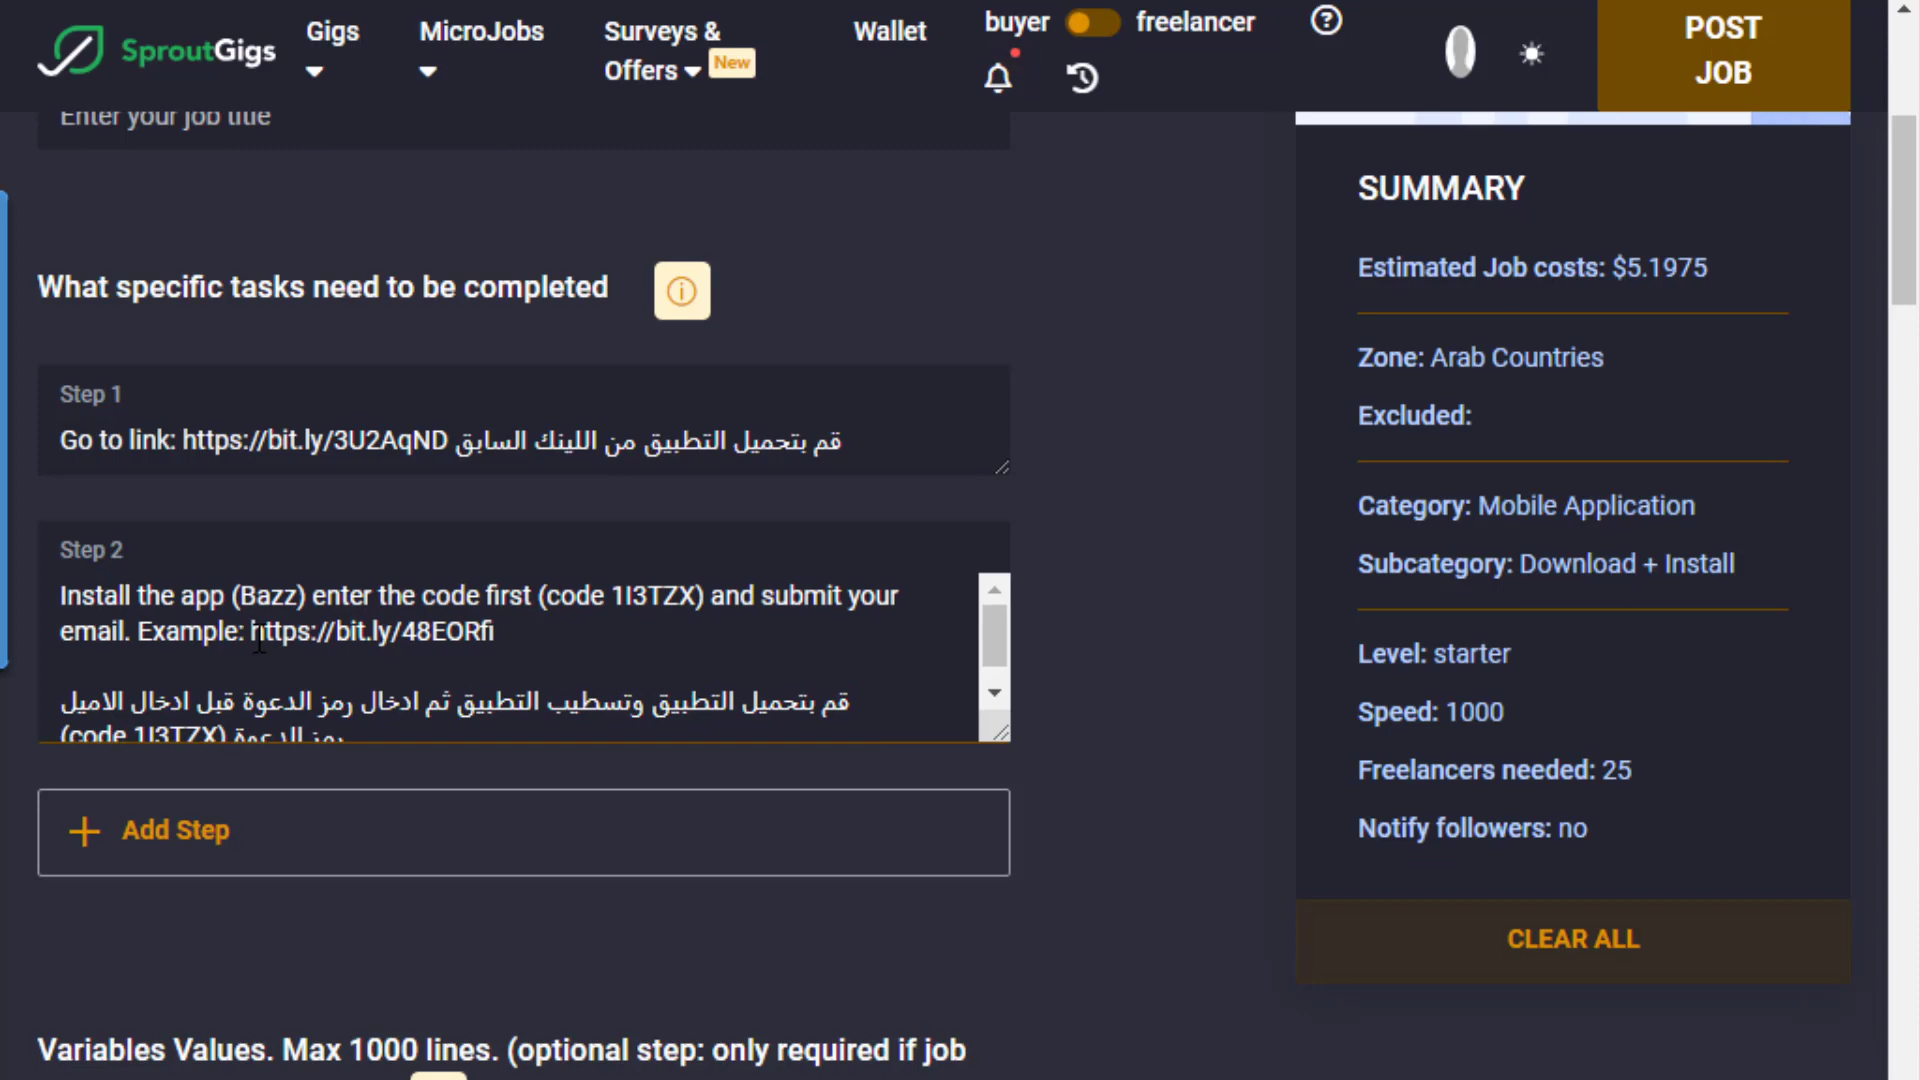 SproutGigs
Gigs
MicroJobs
Surveys &
Offers
New
Wallet
buyer
freelancer
POST
JOB
Enter your job title
What specific tasks need to be completed
Step 1
Go to link: https://bit.ly/3U2AqND قم بتحميل التطبيق من اللينك السابق
Step 2
Install the app (Bazz) enter the code first (code 1I3TZX) and submit your
email. Example: https://bit.ly/48EORfi
قم بتحميل التطبيق وتسطيب التطبيق ثم ادخال رمز الدعوة قبل ادخال الاميل
(code 1I3TZX) رمز الدعوة
Add Step
Variables Values. Max 1000 lines. (optional step: only required if job
SUMMARY
Estimated Job costs: $5.1975
Zone: Arab Countries
Excluded:
Category: Mobile Application
Subcategory: Download + Install
Level: starter
Speed: 1000
Freelancers needed: 25
Notify followers: no
CLEAR ALL